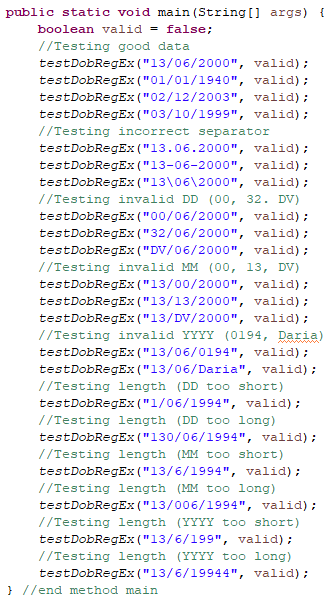 public static void main(String[] args) {
boolean valid = false;
//Testing good data
testDobRegEx("13/06/2000", valid);
testDobRegEx("01/01/1940", valid);
testDobRegEx("02/12/2003", valid);
testDobRegEx("03/10/1999", valid);
//Testing incorrect separator
testDobRegEx("13.06.2000", valid);
testDobRegEx("13-06-2000", valid);
testDobRegEx("13\06\2000", valid);
//Testing invalid DD (00, 32. DV)
testDobRegEx("00/06/2000", valid);
testDobRegEx("32/06/2000", valid);
testDobRegEx("DV/06/2000", valid);
//Testing invalid MM (00, 13, DV)
testDobRegEx("13/00/2000", valid);
testDobRegEx("13/13/2000", valid);
testDobRegEx("13/DV/2000", valid);
//Testing invalid YYYY (0194, Daria)
testDobRegEx("13/06/0194", valid);
testDobRegEx("13/06/Daria", valid);
//Testing length (DD too short)
testDobRegEx("1/06/1994", valid);
//Testing length (DD too long)
testDobRegEx("130/06/1994", valid);
//Testing length (MM too short)
testDobRegEx("13/6/1994", valid);
//Testing length (MM too long)
testDobRegEx("13/006/1994", valid);
//Testing length (YYYY too short)
testDobRegEx("13/6/199", valid);
//Testing length (YYYY too long)
testDobRegEx("13/6/19944", valid);
} //end method main